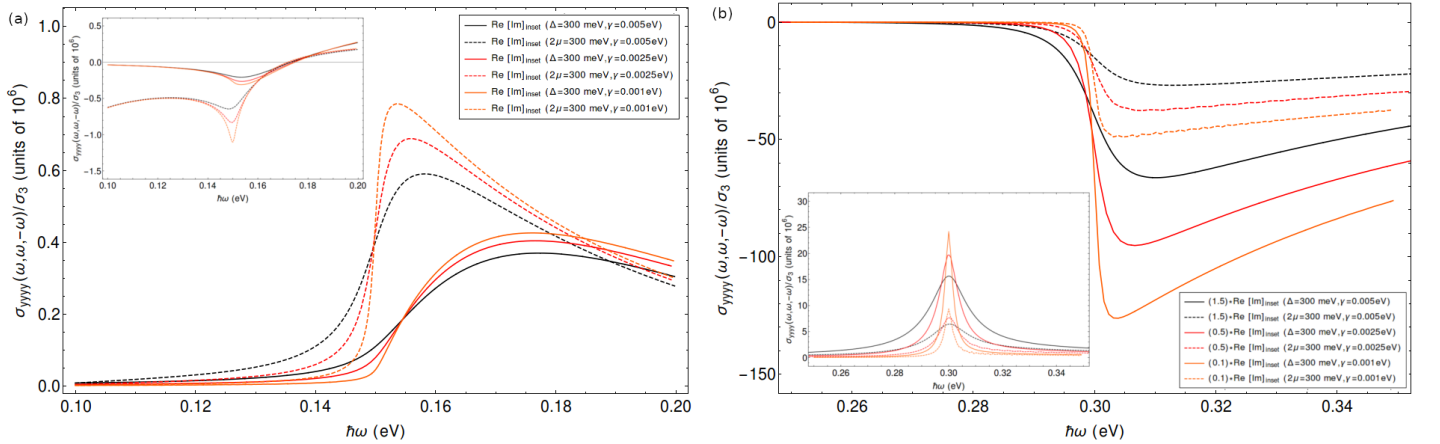 (a)
σyyyy(ω,ω,-ω)/σ3 (units of 10^6)
1.0
0.8
0.6
0.4
0.2
0.0
0.10
0.12
0.14
0.16
0.18
0.20
ħω (eV)
Re [Im]Inset (Δ=300 meV,γ=0.005eV)
Re [Im]Inset (2μ=300 meV,γ=0.005eV)
Re [Im]Inset (Δ=300 meV,γ=0.0025eV)
Re [Im]Inset (2μ=300 meV,γ=0.0025eV)
Re [Im]Inset (Δ=300 meV,γ=0.001eV)
Re [Im]Inset (2μ=300 meV,γ=0.001eV)
σyyyy(ω,ω,-ω)/σ3 (units of 10^6)
0.5
0.0
-0.5
-1.0
-1.5
0.10
0.12
0.14
0.16
0.18
0.20
ħω (eV)
(b)
σyyyy(ω,ω,-ω)/σ3 (units of 10^6)
0
-50
-100
-150
0.26
0.28
0.30
0.32
0.34
ħω (eV)
σyyyy(ω,ω,-ω)/σ3 (units of 10^6)
30
25
20
15
10
5
0
0.26
0.28
0.30
0.32
0.34
ħω (eV)
(1.5)*Re [Im]Inset (Δ=300 meV,γ=0.005eV)
(1.5)*Re [Im]Inset (2μ=300 meV,γ=0.005eV)
(0.5)*Re [Im]Inset (Δ=300 meV,γ=0.0025eV)
(0.5)*Re [Im]Inset (2μ=300 meV,γ=0.0025eV)
(0.1)*Re [Im]Inset (Δ=300 meV,γ=0.001eV)
(0.1)*Re [Im]Inset (2μ=300 meV,γ=0.001eV)